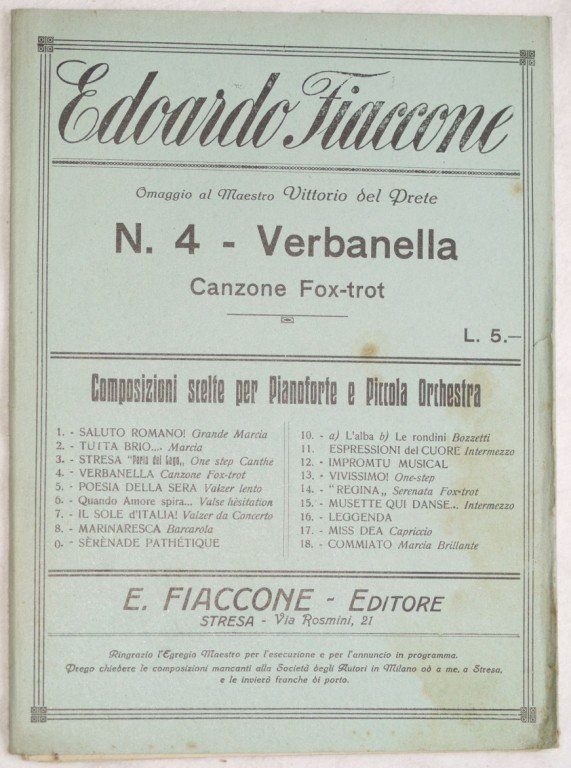 Edoardo Fiaccone
Omaggio al Maestro Vittorio del Prete
N. 4 - Verbanella
Canzone Fox-trot
L. 5.—
Composizioni scelte per Pianoforte e Piccola Orchestra
1. - SALUTO ROMANO! Grande Marcia
2. - TUTTA BRIO.... Marcia
3. - STRESA "Perla del Lago„ One step Canthé
4. - VERBANELLA Canzone Fox-trot
5. - POESIA DELLA SERA Valzer lento
6. - Quando Amore spira... Valse hèsitation
7. - IL SOLE d'ITALIA! Valzer da Concerto
8. - MARINARESCA Barcarola
9. - SÈRÈNADE PATHÉTIQUE
10. - a) L'alba b) Le rondini Bozzetti
11. ESPRESSIONI del CUORE Intermezzo
12. - IMPROMTU MUSICAL
13. - VIVISSIMO! One-step
14. - "REGINA„ Serenata Fox-trot
15. - MUSETTE QUI DANSE... Intermezzo
16. - LEGGENDA
17. - MISS DEA Capriccio
18. - COMMIATO Marcia Brillante
E. FIACCONE - EDITORE
STRESA - Via Rosmini, 21
Ringrazio l'Egregio Maestro per l'esecuzione e per l'annuncio in programma.
Prego chiedere le composizioni mancanti alla Società degli Autori in Milano od a me, a Stresa,
e le invierò franche di porto.